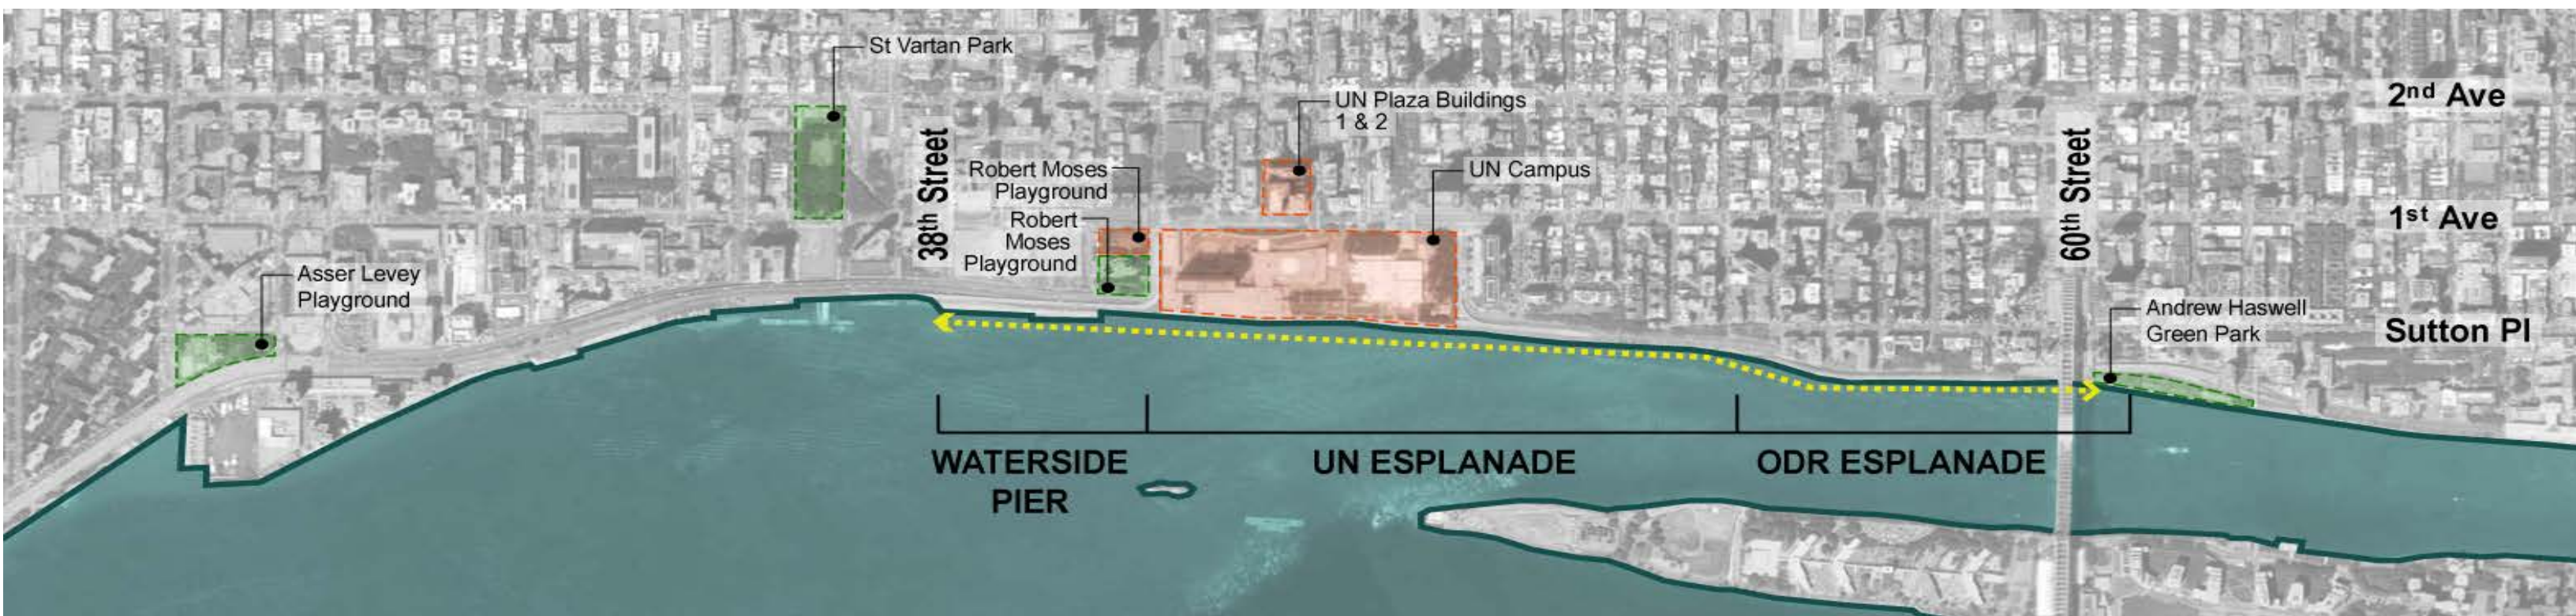 St Vartan Park
2nd Ave
UN Plaza Buildings
1 & 2
38th Street
60th Street
Robert Moses
Playground
UN Campus
Robert
Moses
Playground
1st Ave
Asser Levey
Playground
Andrew Haswell
Green Park
Sutton Pl
WATERSIDE
PIER
UN ESPLANADE
ODR ESPLANADE